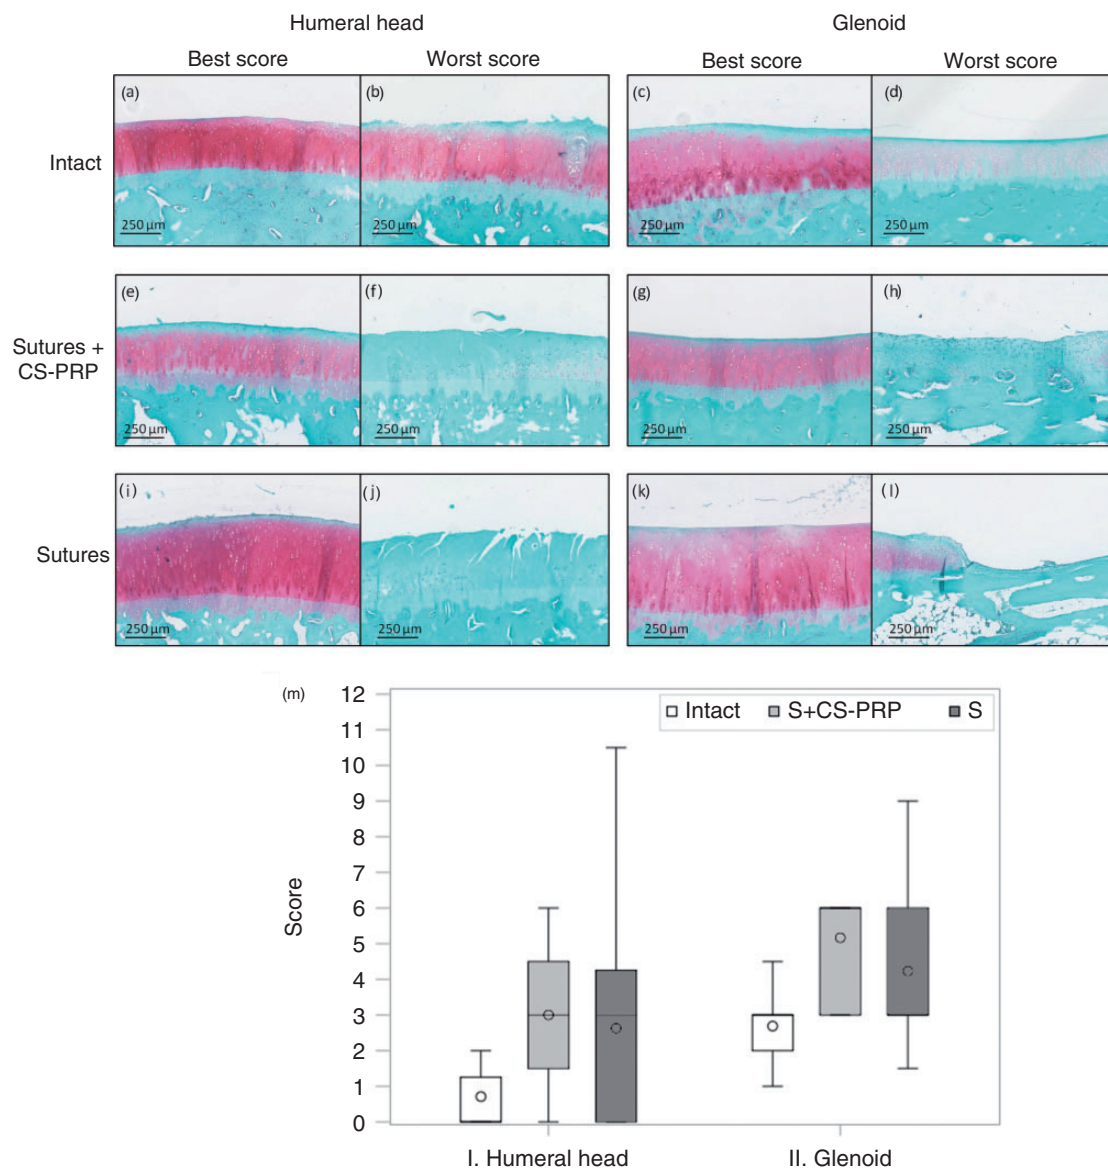 Humeral head Glenoid
Best score Worst score Best score Worst score
Intact
(a) 250 µm
(b) 250 µm
(c) 250 µm
(d) 250 µm
Sutures +
CS-PRP
(e) 250 µm
(f) 250 µm
(g) 250 µm
(h) 250 µm
Sutures
(i) 250 µm
(j) 250 µm
(k) 250 µm
(l) 250 µm
(m)
Intact S+CS-PRP S
Score
12
11
10
9
8
7
6
5
4
3
2
1
0
I. Humeral head II. Glenoid